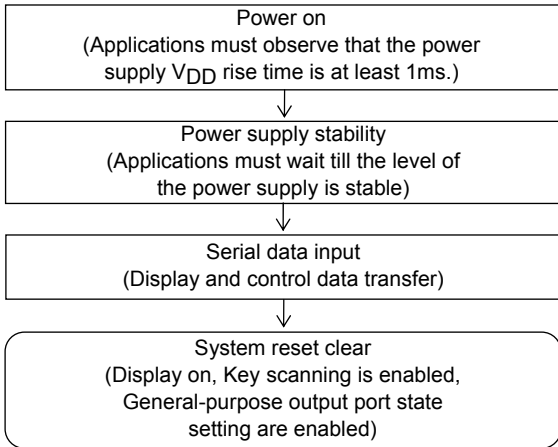 Power on
(Applications must observe that the power
supply VDD rise time is at least 1ms.)
Power supply stability
(Applications must wait till the level of
the power supply is stable)
Serial data input
(Display and control data transfer)
System reset clear
(Display on, Key scanning is enabled,
General-purpose output port state
setting are enabled)